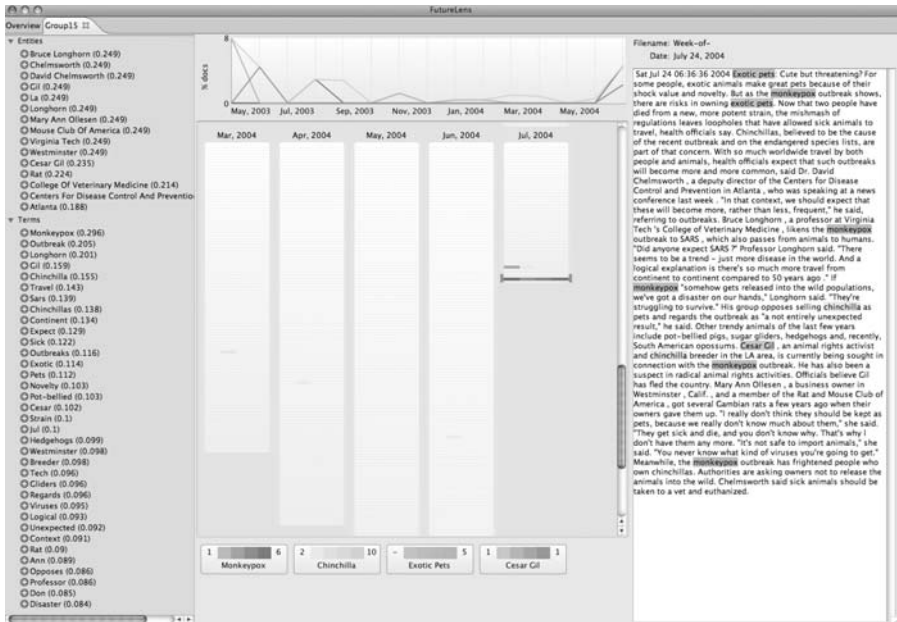 FutureLens
Overview Group15
Entities
Bruce Longhorn (0.249)
Chelmsworth (0.249)
David Chelmsworth (0.249)
Gil (0.249)
La (0.249)
Longhorn (0.249)
Mary Ann Ollesen (0.249)
Mouse Club Of America (0.249)
Virginia Tech (0.249)
Westminster (0.249)
Cesar Gil (0.235)
Rat (0.224)
College Of Veterinary Medicine (0.214)
Centers For Disease Control And Preventio
Atlanta (0.188)
Terms
Monkeypox (0.296)
Outbreak (0.205)
Longhorn (0.201)
Gil (0.159)
Chinchilla (0.155)
Travel (0.143)
Sars (0.139)
Chinchillas (0.138)
Continent (0.134)
Expect (0.129)
Sick (0.122)
Outbreaks (0.116)
Exotic (0.114)
Pets (0.112)
Novelty (0.103)
Pot-bellied (0.103)
Cesar (0.102)
Strain (0.1)
Jul (0.1)
Hedgehogs (0.099)
Westminster (0.098)
Breeder (0.098)
Tech (0.096)
Gliders (0.096)
Regards (0.096)
Viruses (0.095)
Logical (0.093)
Unexpected (0.092)
Context (0.091)
Rat (0.09)
Ann (0.089)
Opposes (0.086)
Professor (0.086)
Don (0.085)
Disaster (0.084)
8
% docs
0
May, 2003 Jul, 2003 Sep, 2003 Nov, 2003 Jan, 2004 Mar, 2004 May, 2004
Mar, 2004 Apr, 2004 May, 2004 Jun, 2004 Jul, 2004
1 6 2 10 - 5 1 3
Monkeypox Chinchilla Exotic Pets Cesar Gil
Filename: Week-of-
Date: July 24, 2004
Sat Jul 24 06:36:36 2004 Exotic pets: Cute but threatening? For
some people, exotic animals make great pets because of their
shock value and novelty. But as the monkeypox outbreak shows,
there are risks in owning exotic pets. Now that two people have
died from a new, more potent strain, the mishmash of
regulations leaves loopholes that have allowed sick animals to
travel, health officials say. Chinchillas, believed to be the cause
of the recent outbreak and on the endangered species lists, are
part of that concern. With so much worldwide travel by both
people and animals, health officials expect that such outbreaks
will become more and more common, said Dr. David
Chelmsworth , a deputy director of the Centers for Disease
Control and Prevention in Atlanta , who was speaking at a news
conference last week . "In that context, we should expect that
these will become more, rather than less, frequent," he said,
referring to outbreaks. Bruce Longhorn , a professor at Virginia
Tech 's College of Veterinary Medicine , likens the monkeypox
outbreak to SARS , which also passes from animals to humans.
"Did anyone expect SARS ?" Professor Longhorn said. "There
seems to be a trend - just more disease in the world. And a
logical explanation is there's so much more travel from
continent to continent compared to 50 years ago ." If
monkeypox "somehow gets released into the wild populations,
we've got a disaster on our hands," Longhorn said. "They're
struggling to survive." His group opposes selling chinchilla as
pets and regards the outbreak as "a not entirely unexpected
result," he said. Other trendy animals of the last few years
include pot-bellied pigs, sugar gliders, hedgehogs and, recently,
South American opossums. Cesar Gil , an animal rights activist
and chinchilla breeder in the LA area, is currently being sought in
connection with the monkeypox outbreak. He has also been a
suspect in radical animal rights activities. Officials believe Gil
has fled the country. Mary Ann Ollesen , a business owner in
Westminster , Calif. , and a member of the Rat and Mouse Club of
America , got several Gambian rats a few years ago when their
owners gave them up. "I really don't think they should be kept as
pets, because we really don't know much about them," she said.
"They get sick and die, and you don't know why. That's why I
don't have them any more. "It's not safe to import animals," she
said. "You never know what kind of viruses you're going to get."
Meanwhile, the monkeypox outbreak has frightened people who
own chinchillas. Authorities are asking owners not to release the
animals into the wild. Chelmsworth said sick animals should be
taken to a vet and euthanized.